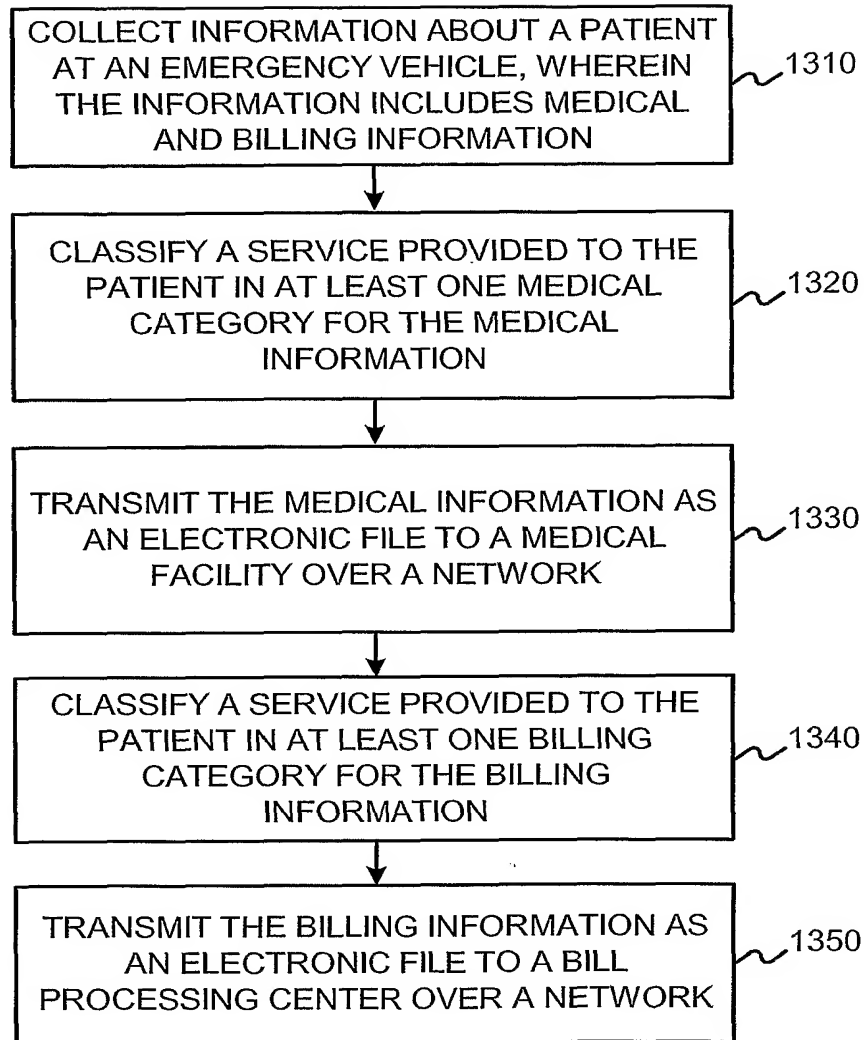 COLLECT INFORMATION ABOUT A PATIENT
AT AN EMERGENCY VEHICLE, WHEREIN
THE INFORMATION INCLUDES MEDICAL
AND BILLING INFORMATION
1310
CLASSIFY A SERVICE PROVIDED TO THE
PATIENT IN AT LEAST ONE MEDICAL
CATEGORY FOR THE MEDICAL
INFORMATION
1320
TRANSMIT THE MEDICAL INFORMATION AS
AN ELECTRONIC FILE TO A MEDICAL
FACILITY OVER A NETWORK
1330
CLASSIFY A SERVICE PROVIDED TO THE
PATIENT IN AT LEAST ONE BILLING
CATEGORY FOR THE BILLING
INFORMATION
1340
TRANSMIT THE BILLING INFORMATION AS
AN ELECTRONIC FILE TO A BILL
PROCESSING CENTER OVER A NETWORK
1350